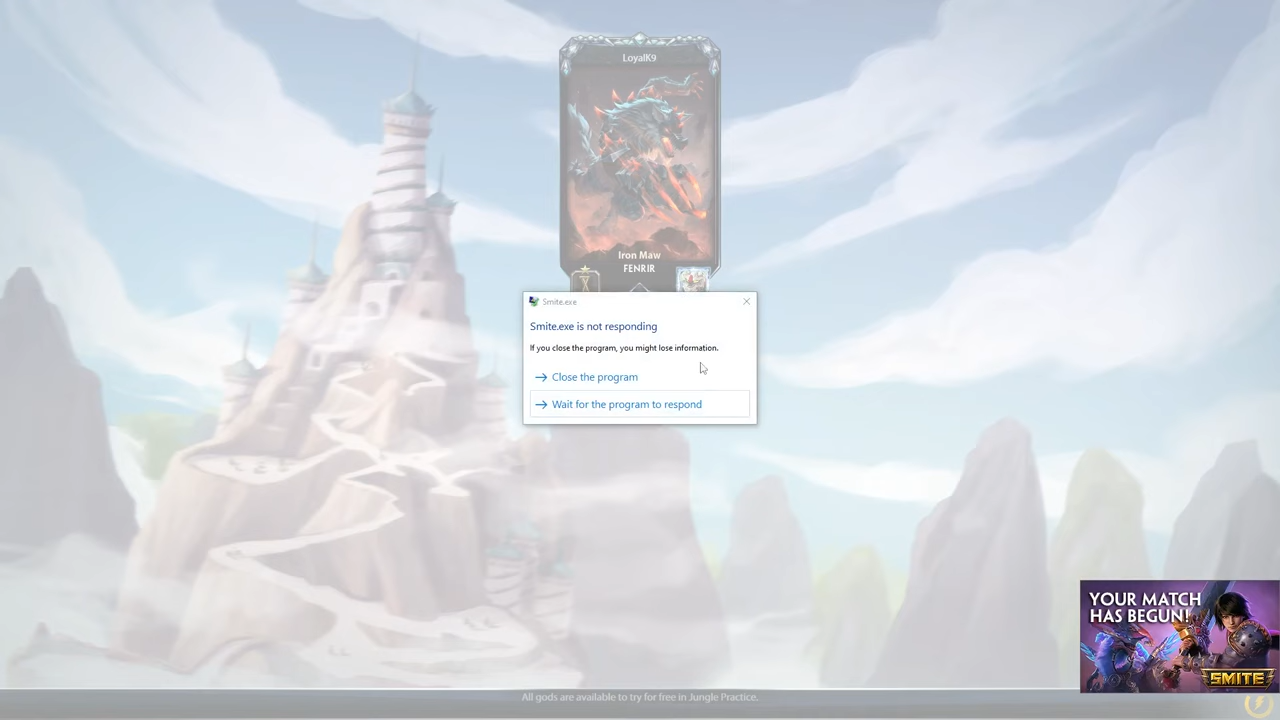 LoyalK9
Iron Maw
FENRIR
Smite.exe
Smite.exe is not responding
If you close the program, you might lose information.
Close the program
Wait for the program to respond
YOUR MATCH
HAS BEGUN!
SMITE
All gods are available to try for free in Jungle Practice.